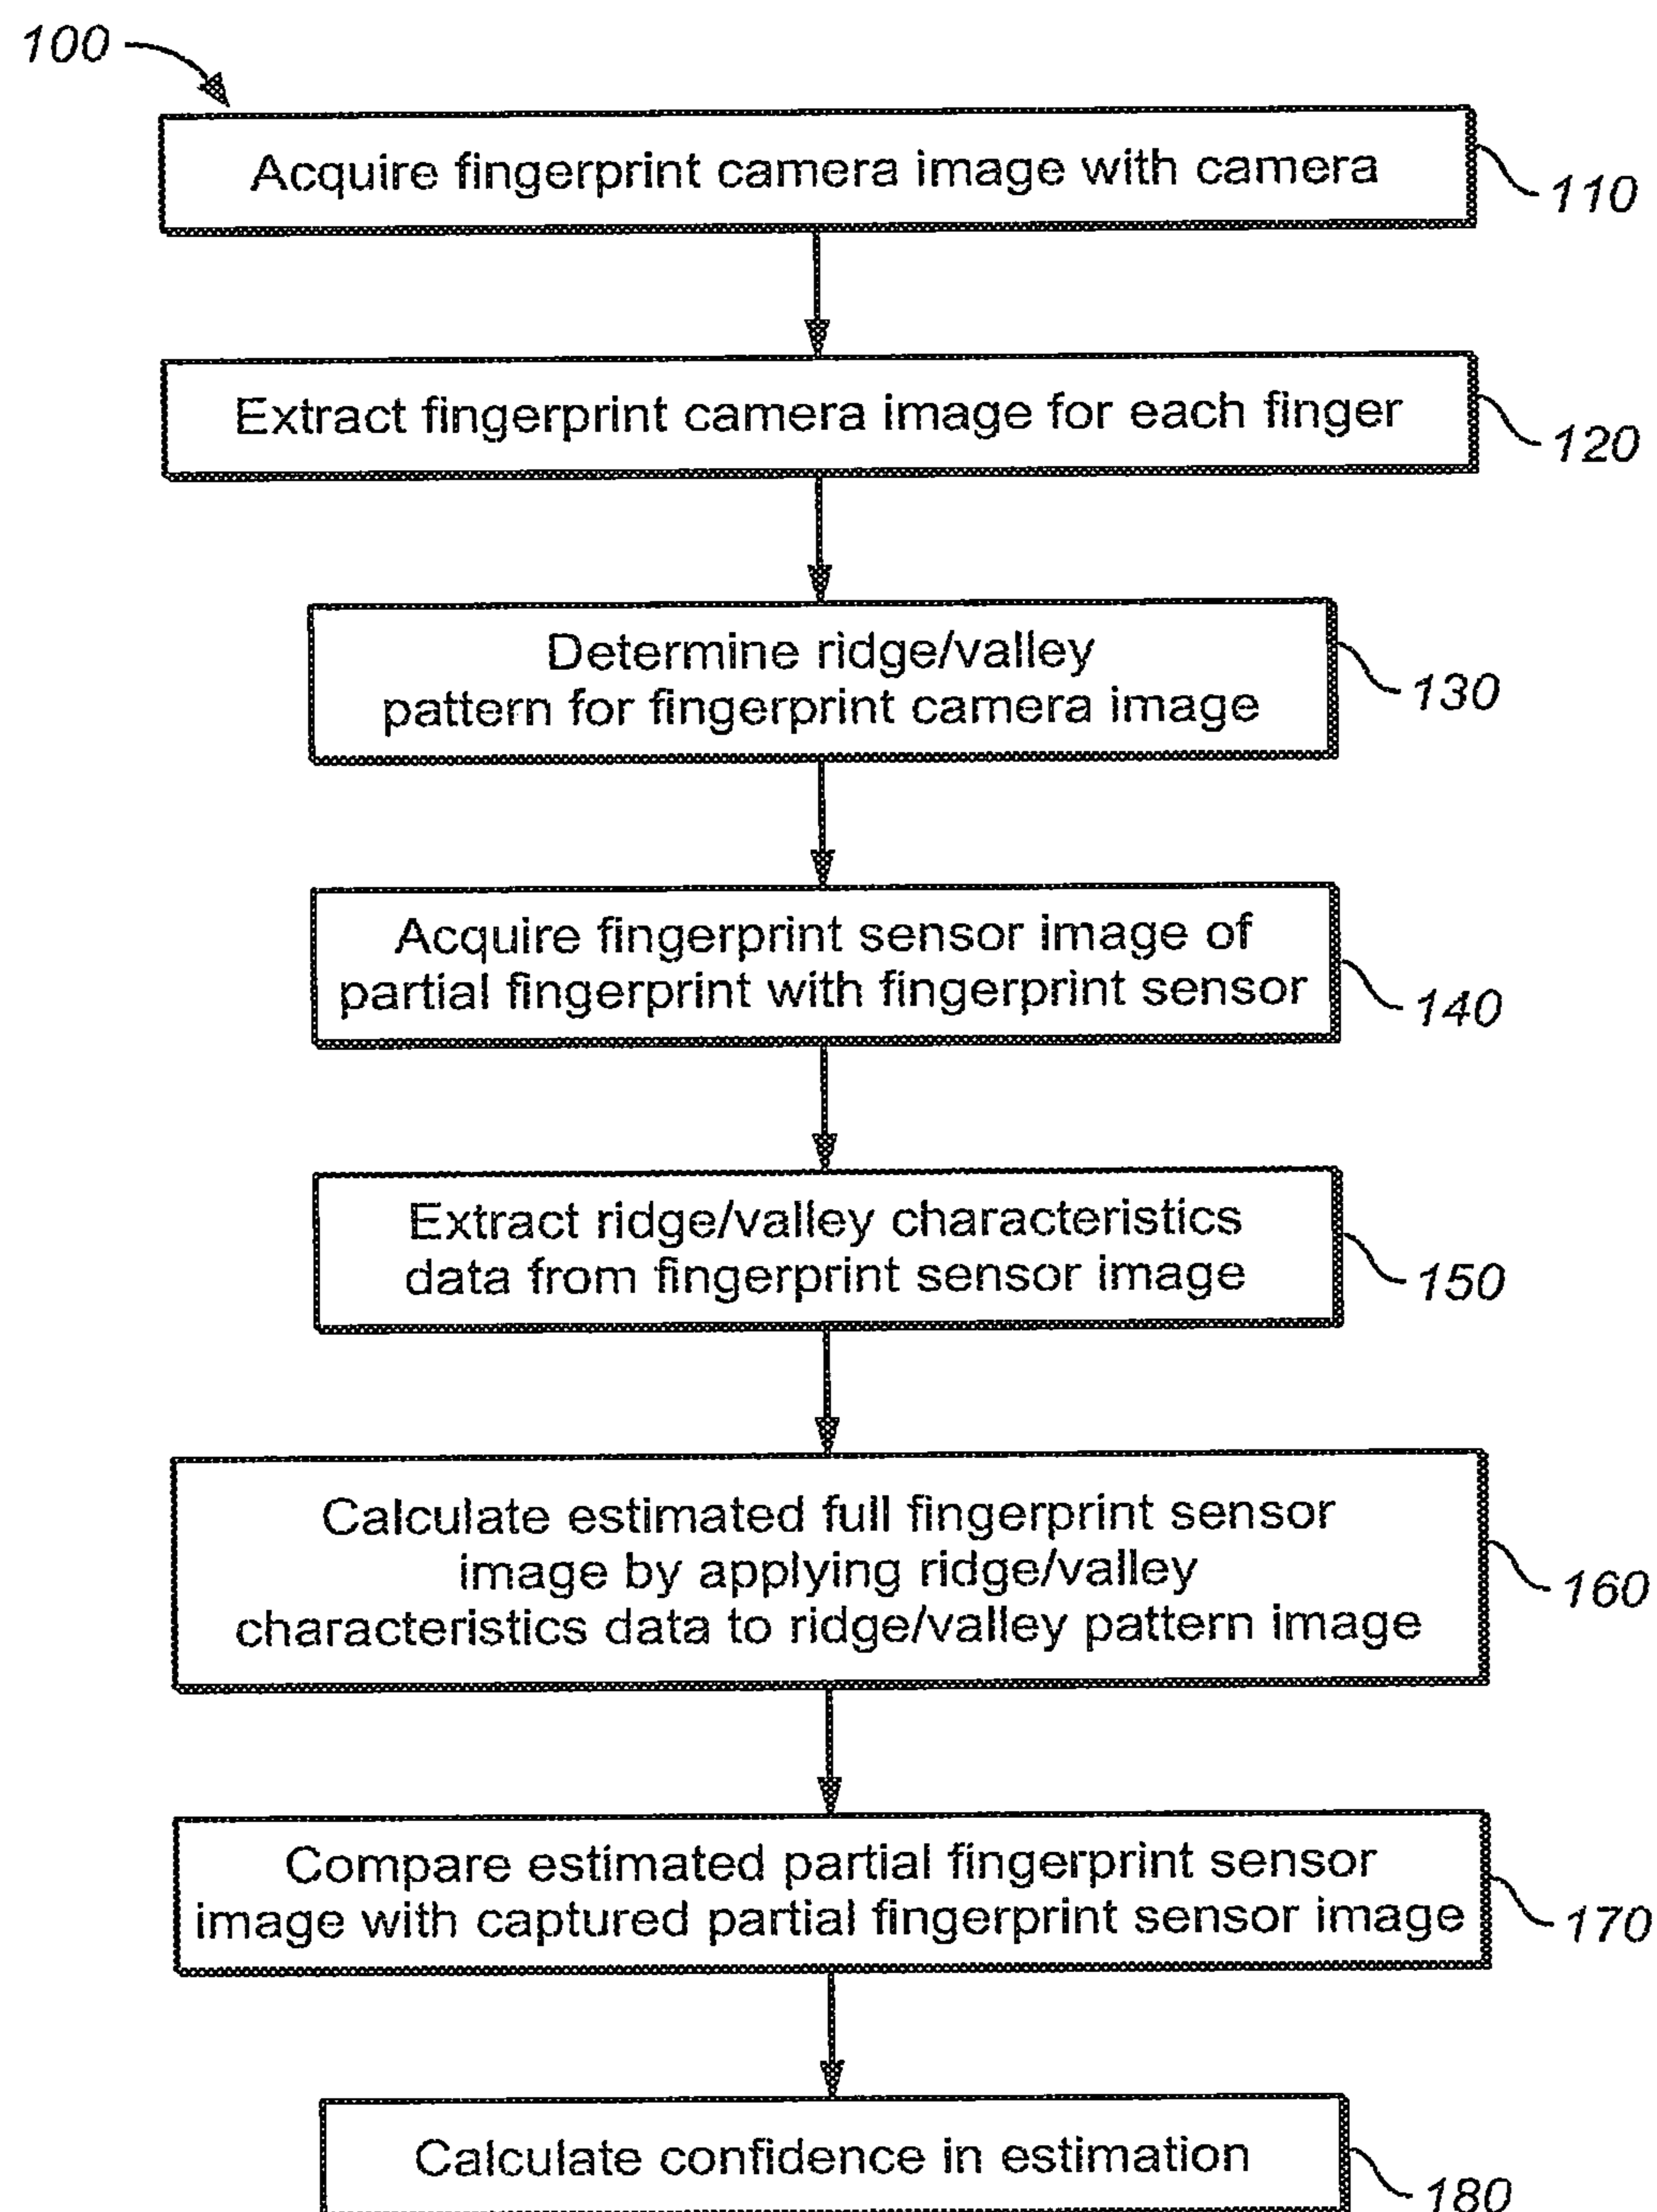 100
Acquire fingerprint camera image with camera
110
Extract fingerprint camera image for each finger
120
Determine ridge/valley
pattern for fingerprint camera image
130
Acquire fingerprint sensor image of
partial fingerprint with fingerprint sensor
140
Extract ridge/valley characteristics
data from fingerprint sensor image
150
Calculate estimated full fingerprint sensor
image by applying ridge/valley
characteristics data to ridge/valley pattern image
160
Compare estimated partial fingerprint sensor
image with captured partial fingerprint sensor image
170
Calculate confidence in estimation
180